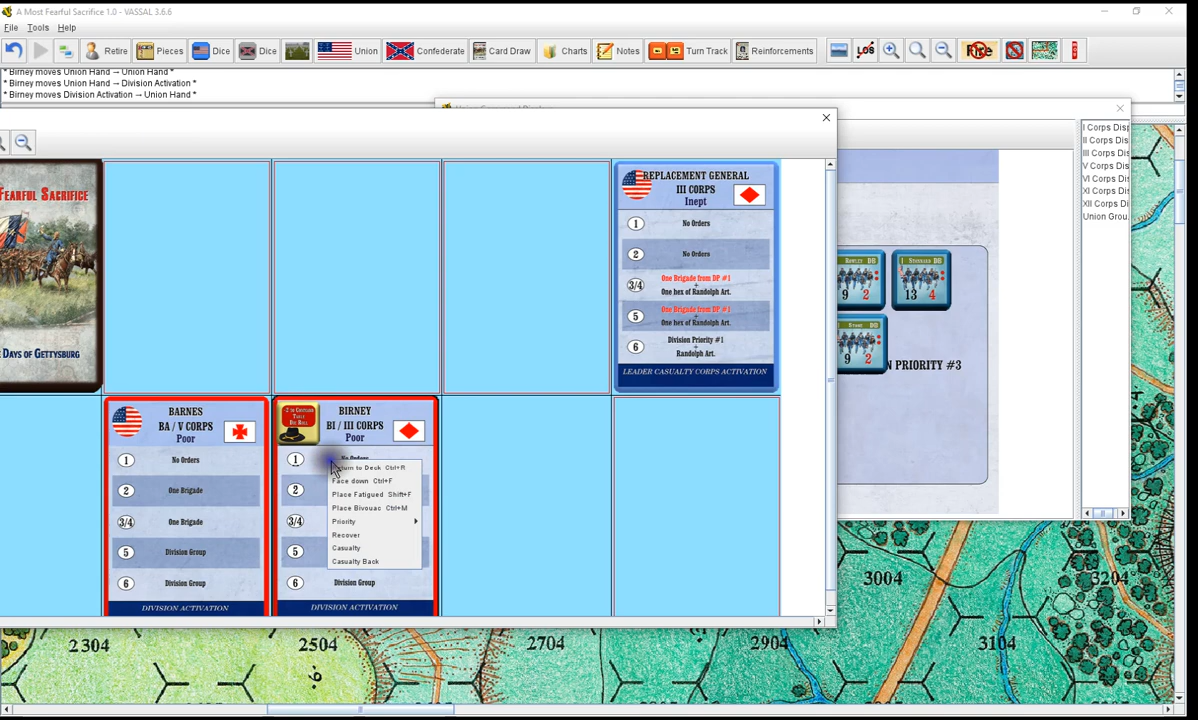 A Most Fearful Sacrifice 1.0 - VASSAL 3.6.6
File Tools Help
Retire Pieces Dice Dice Union Confederate Card Draw Charts Notes Turn Track Reinforcements
LOS Fire
* Birney moves Union Hand → Union Hand *
* Birney moves Union Hand → Division Activation *
* Birney moves Division Activation → Union Hand *
FEARFUL SACRIFICE
DAYS OF GETTYSBURG
REPLACEMENT GENERAL
III CORPS
Inept
1 No Orders
2 No Orders
3/4 One Brigade from DP #1
+
One hex of Randolph Art.
5 One Brigade from DP #1
+
One hex of Randolph Art.
6 Division Priority #1
+
Randolph Art.
LEADER CASUALTY CORPS ACTIVATION
BARNES
BA / V CORPS
Poor
1 No Orders
2 One Brigade
3/4 One Brigade
5 Division Group
6 Division Group
DIVISION ACTIVATION
BIRNEY
BI / III CORPS
Poor
1
2
3/4
5
6 Division Group
DIVISION ACTIVATION
to Deck Ctrl+R
Face down Ctrl+F
Place Fatigued Shift+F
Place Bivouac Ctrl+M
Priority
Recover
Casualty
Casualty Back
9 2
13 4
9 2
PRIORITY #3
I Corps Disp
II Corps Dis
III Corps Di
V Corps Dis
VI Corps Dis
XI Corps Di
XII Corps Di
Union Grou
3004
3204
2304
2504
2704
2904
3104